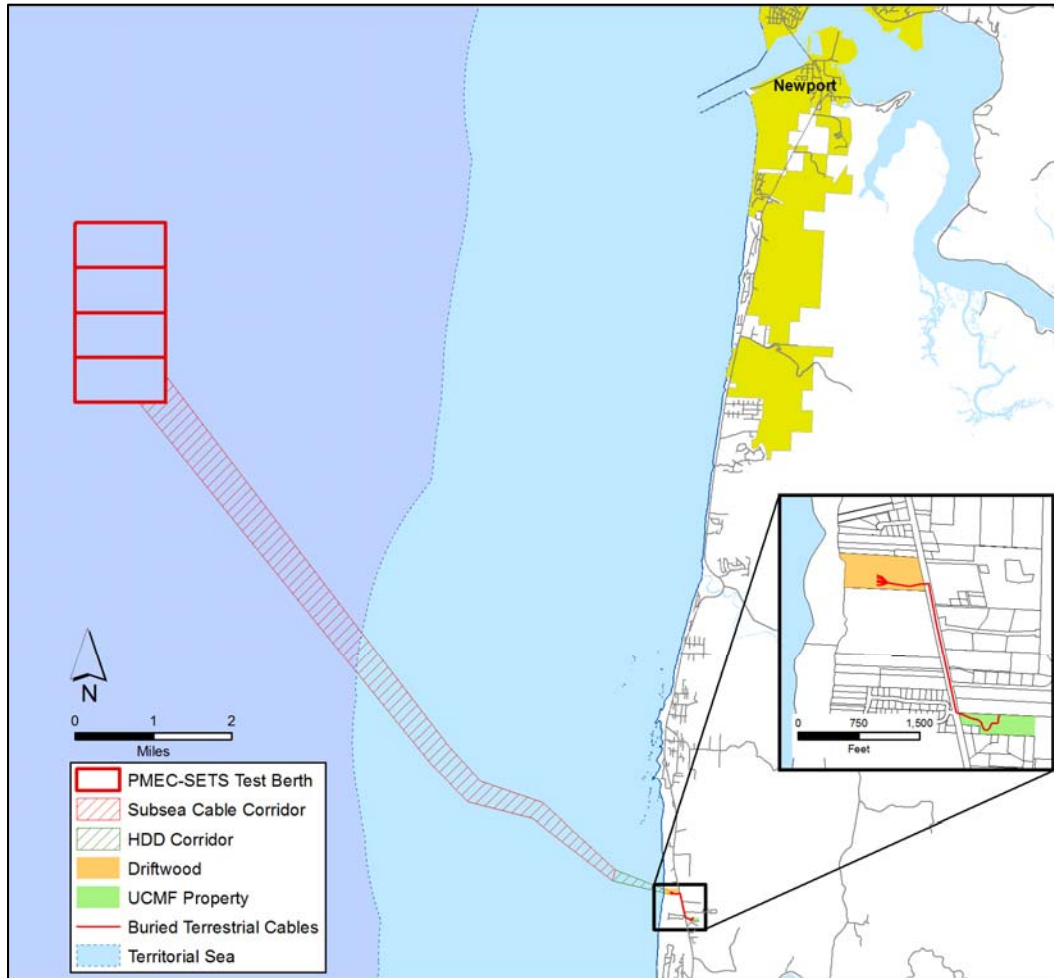 Newport
N
0 1 2
Miles
PMEC-SETS Test Berth
Subsea Cable Corridor
HDD Corridor
Driftwood
UCMF Property
Buried Terrestrial Cables
Territorial Sea
0 750 1,500
Feet